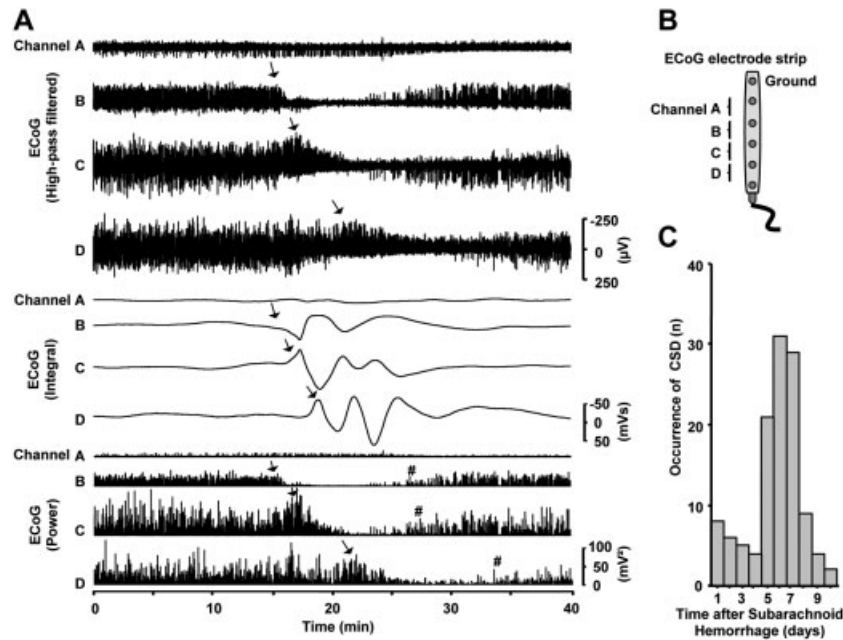 A
Channel A
B
C
D
ECoG
(High-pass filtered)
-250
0
250
(µV)
Channel A
B
C
D
ECoG
(Integral)
-50
0
50
(mVs)
Channel A
B
C
D
#
#
#
ECoG
(Power)
100
50
0
(mV²)
0 10 20 30 40
Time (min)
B
ECoG electrode strip
Ground
Channel A
B
C
D
C
40
30
20
10
0
Occurrence of CSD (n)
1 3 5 7 9
Time after Subarachnoid
Hemorrhage (days)